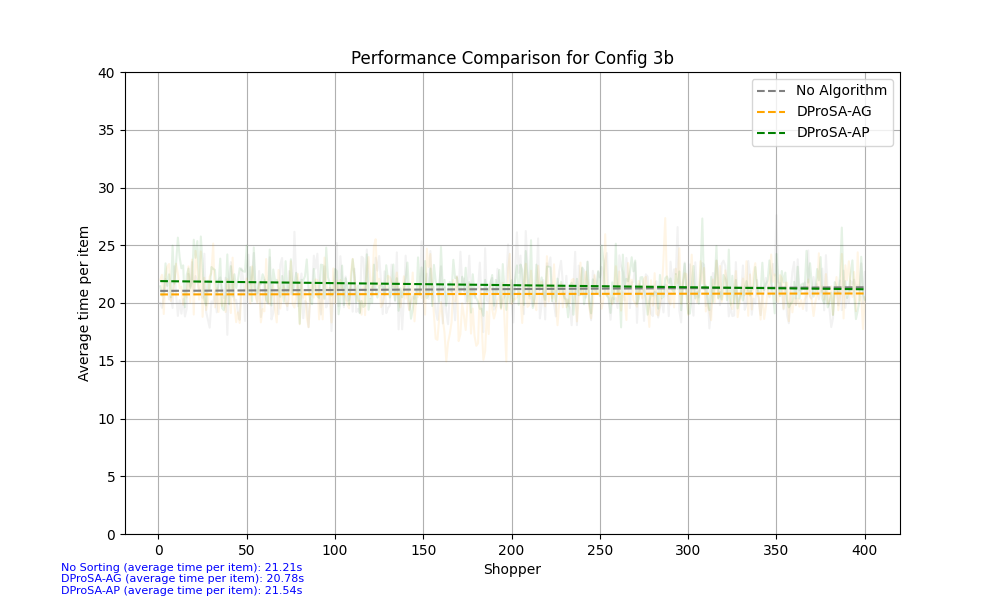 Performance Comparison for Config 3b
40
35
30
25
20
15
10
5
0
Average time per item
No Algorithm
DProSA-AG
DProSA-AP
0 50 100 150 200 250 300 350 400
Shopper
No Sorting (average time per item): 21.21s
DProSA-AG (average time per item): 20.78s
DProSA-AP (average time per item): 21.54s